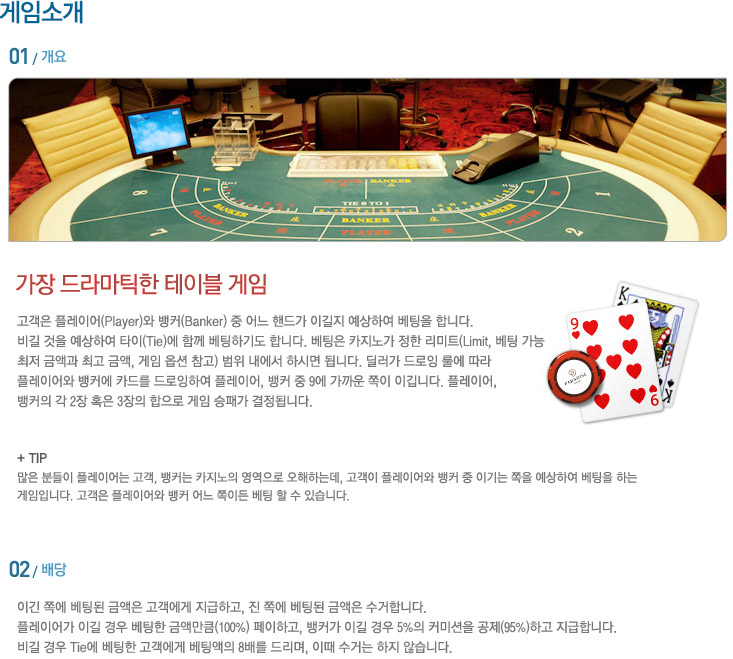 게임소개
01 / 개요
PLAYER BANKER
TIE 8 TO 1
BANKER BANKER BANKER
PLAYER PLAYER PLAYER
8 1
7 2
가장 드라마틱한 테이블 게임
고객은 플레이어(Player)와 뱅커(Banker) 중 어느 핸드가 이길지 예상하여 베팅을 합니다.
비길 것을 예상하여 타이(Tie)에 함께 베팅하기도 합니다. 베팅은 카지노가 정한 리미트(Limit, 베팅 가능
최저 금액과 최고 금액, 게임 옵션 참고) 범위 내에서 하시면 됩니다. 딜러가 드로잉 룰에 따라
플레이어와 뱅커에 카드를 드로잉하여 플레이어, 뱅커 중 9에 가까운 쪽이 이깁니다. 플레이어,
뱅커의 각 2장 혹은 3장의 합으로 게임 승패가 결정됩니다.
K
9
PARADISE
9
K
+ TIP
많은 분들이 플레이어는 고객, 뱅커는 카지노의 영역으로 오해하는데, 고객이 플레이어와 뱅커 중 이기는 쪽을 예상하여 베팅을 하는
게임입니다. 고객은 플레이어와 뱅커 어느 쪽이든 베팅 할 수 있습니다.
02 / 배당
이긴 쪽에 베팅된 금액은 고객에게 지급하고, 진 쪽에 베팅된 금액은 수거합니다.
플레이어가 이길 경우 베팅한 금액만큼(100%) 페이하고, 뱅커가 이길 경우 5%의 커미션을 공제(95%)하고 지급합니다.
비길 경우 Tie에 베팅한 고객에게 베팅액의 8배를 드리며, 이때 수거는 하지 않습니다.